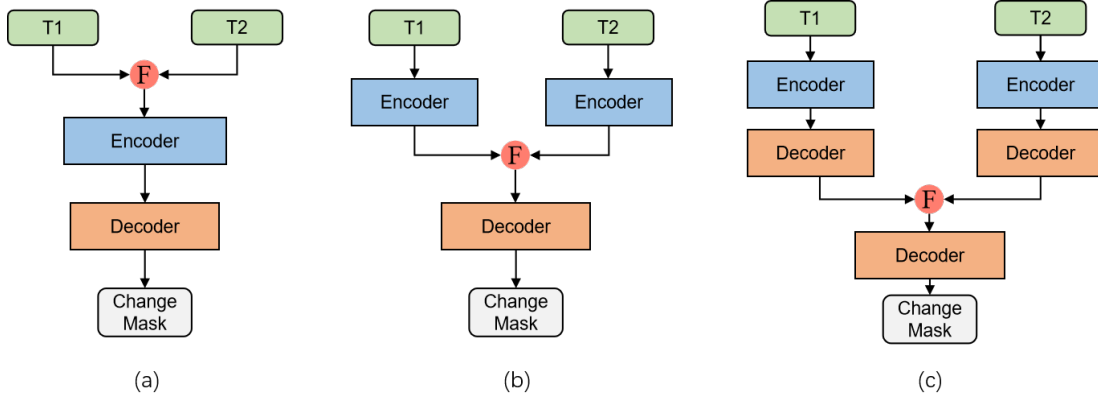 T1
T2
F
Encoder
Decoder
Change
Mask
(a)
T1
T2
Encoder
Encoder
F
Decoder
Change
Mask
(b)
T1
T2
Encoder
Encoder
Decoder
Decoder
F
Decoder
Change
Mask
(c)